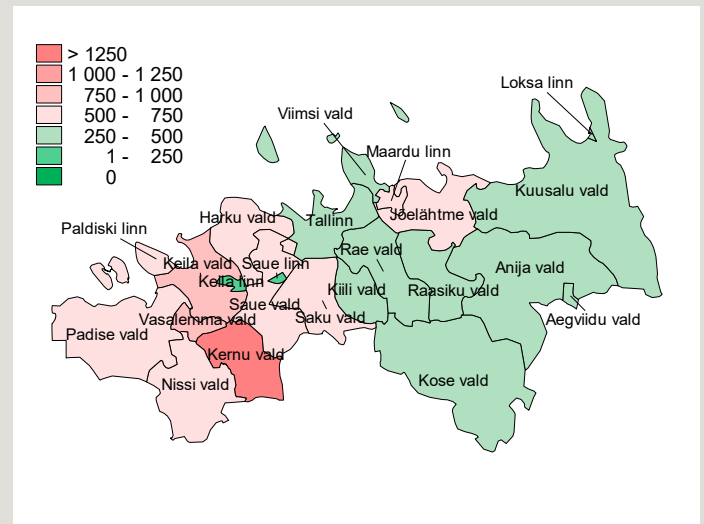 > 1250
1 000 - 1 250
750 - 1 000
500 - 750
250 - 500
1 - 250
0
Loksa linn
Viimsi vald
Maardu linn
Kuusalu vald
Harku vald
Tallinn
Jõelähtme vald
Paldiski linn
Rae vald
Keila vald
Saue linn
Anija vald
Keila linn
Kiili vald
Raasiku vald
Saue vald
Vasalemma vald
Saku vald
Aegviidu vald
Padise vald
Kernu vald
Nissi vald
Kose vald